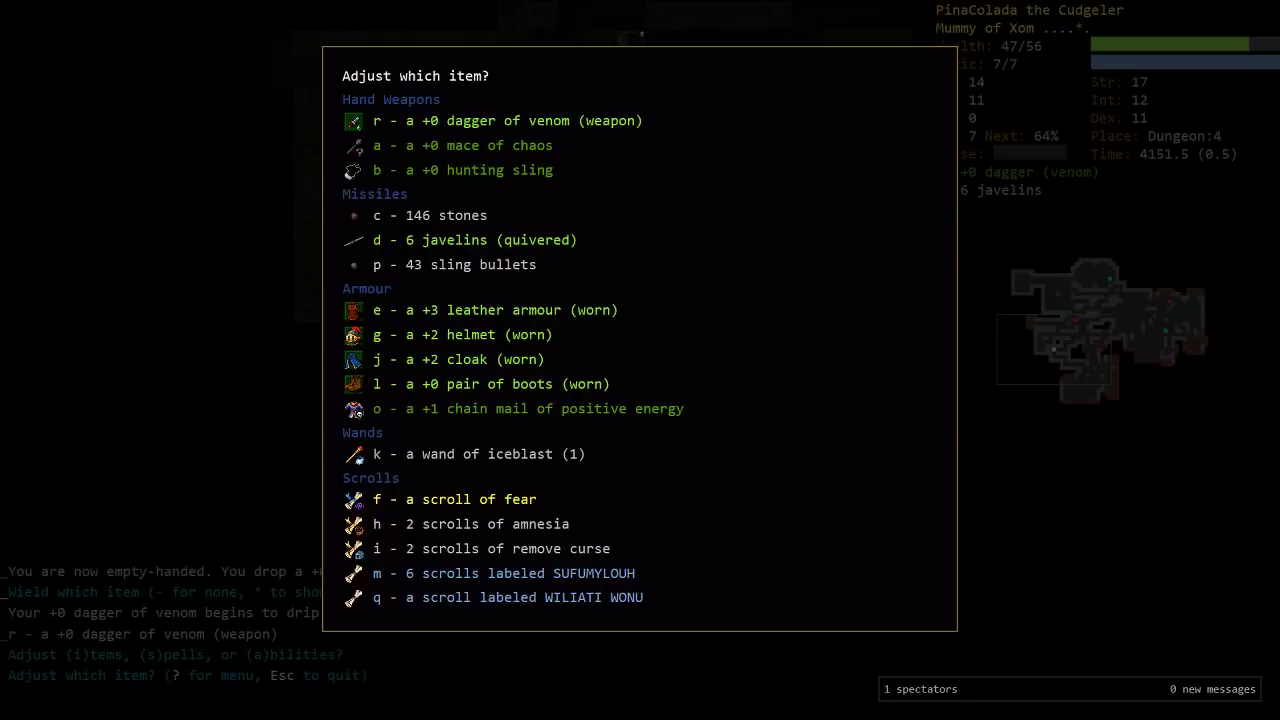 PinaColada the Cudgeler
Mummy of Xom ....*.
Health: 47/56
Magic: 7/7
14 Str: 17
11 Int: 12
0 Dex: 11
7 Next: 64% Place: Dungeon:4
Time: 4151.5 (0.5)
+0 dagger (venom)
6 javelins
Adjust which item?
Hand Weapons
r - a +0 dagger of venom (weapon)
a - a +0 mace of chaos
b - a +0 hunting sling
Missiles
c - 146 stones
d - 6 javelins (quivered)
p - 43 sling bullets
Armour
e - a +3 leather armour (worn)
g - a +2 helmet (worn)
j - a +2 cloak (worn)
l - a +0 pair of boots (worn)
o - a +1 chain mail of positive energy
Wands
k - a wand of iceblast (1)
Scrolls
f - a scroll of fear
h - 2 scrolls of amnesia
i - 2 scrolls of remove curse
m - 6 scrolls labeled SUFUMYLOUH
q - a scroll labeled WILIATI WONU
_You are now empty-handed. You drop a +0
_Wield which item (- for none, * to show
Your +0 dagger of venom begins to drip
_r - a +0 dagger of venom (weapon)
Adjust (i)tems, (s)pells, or (a)bilities?
Adjust which item? (? for menu, Esc to quit)
1 spectators 0 new messages